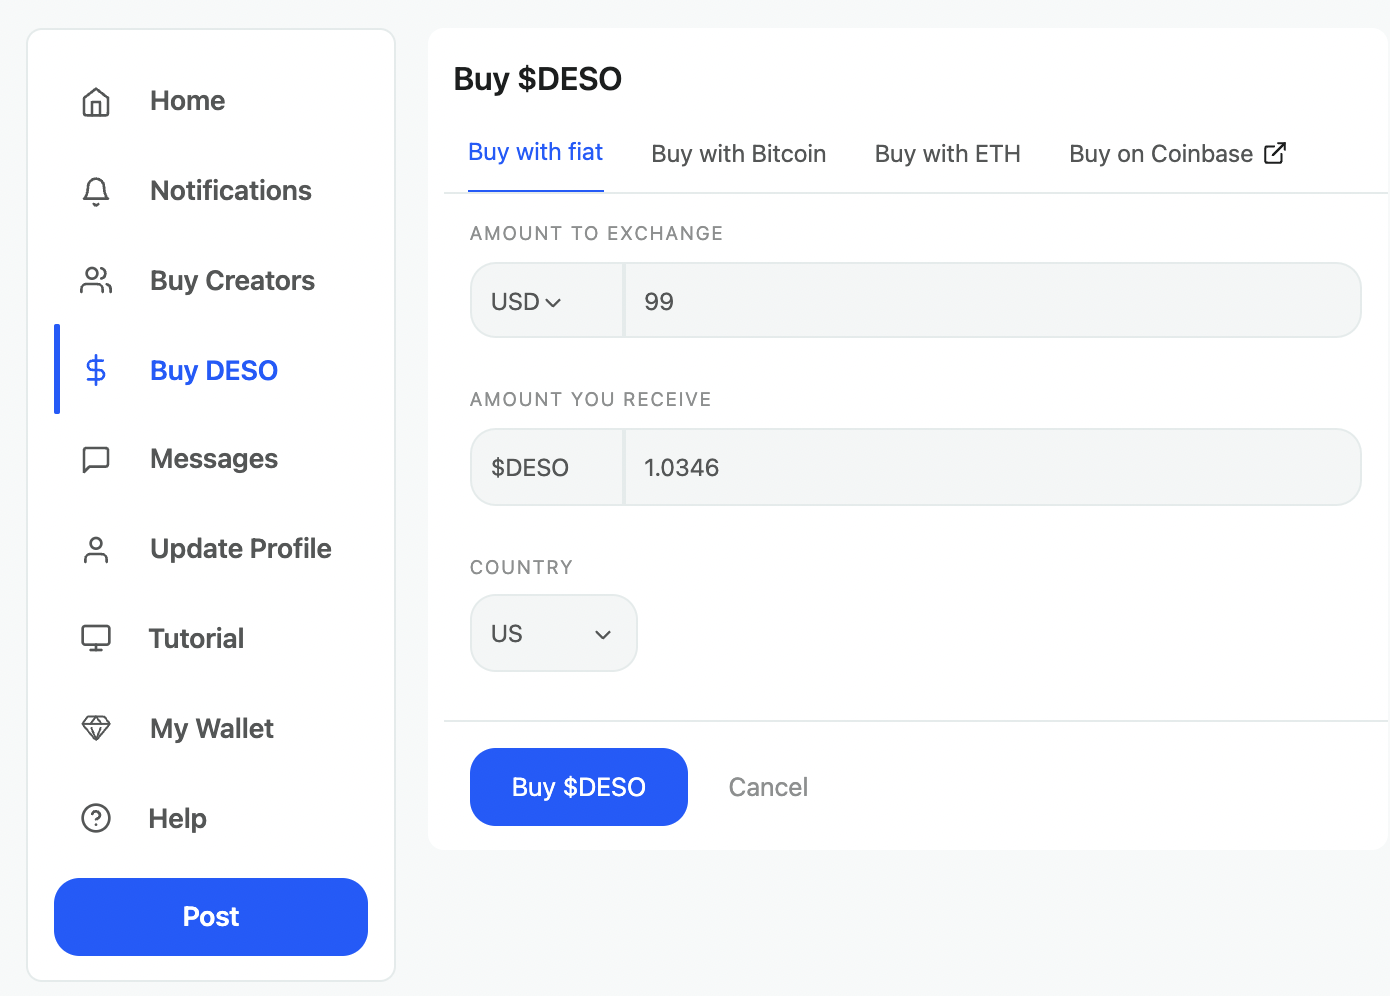 Home
Notifications
Buy Creators
Buy DESO
Messages
Update Profile
Tutorial
My Wallet
Help
Post
Buy $DESO
Buy with fiat
Buy with Bitcoin
Buy with ETH
Buy on Coinbase
AMOUNT TO EXCHANGE
USD 99
AMOUNT YOU RECEIVE
$DESO 1.0346
COUNTRY
US
Buy $DESO
Cancel